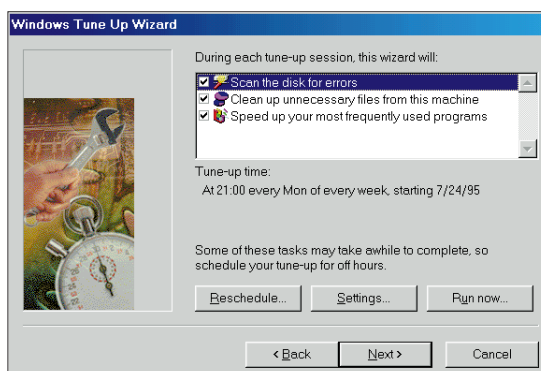 Windows Tune Up Wizard
During each tune-up session, this wizard will:
Scan the disk for errors
Clean up unnecessary files from this machine
Speed up your most frequently used programs
Tune-up time:
At 21:00 every Mon of every week, starting 7/24/95
Some of these tasks may take awhile to complete, so
schedule your tune-up for off hours.
Reschedule... Settings... Run now...
< Back Next > Cancel